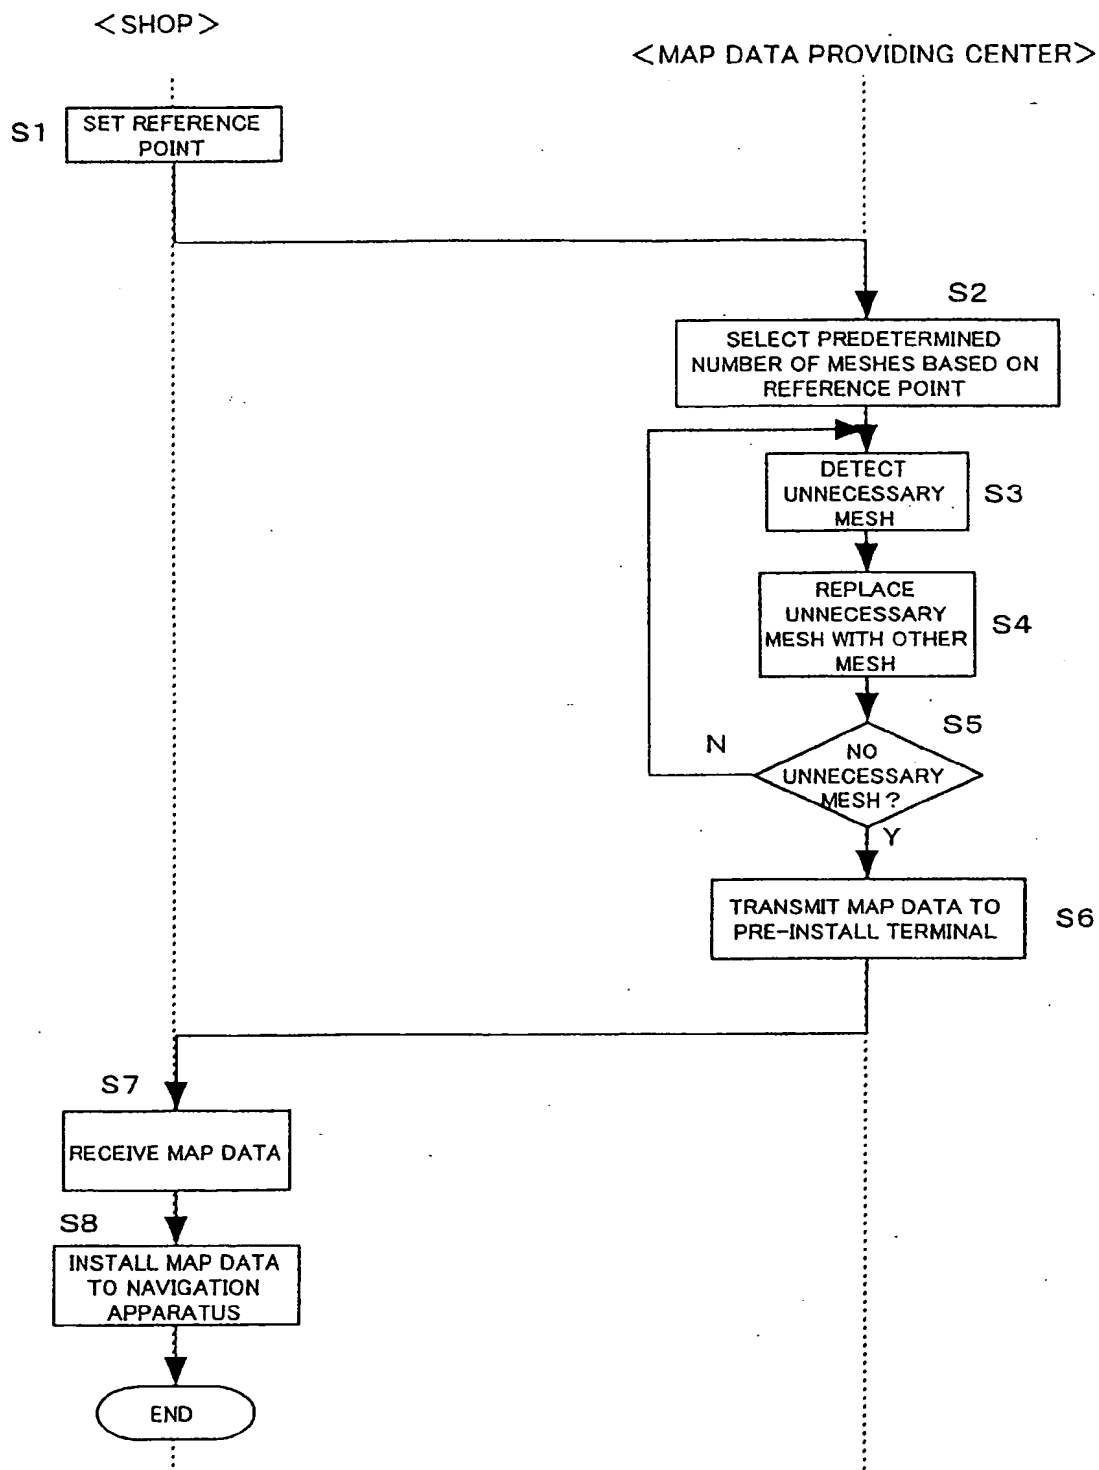 <SHOP>
<MAP DATA PROVIDING CENTER>
S1
SET REFERENCE
POINT
S2
SELECT PREDETERMINED
NUMBER OF MESHES BASED ON
REFERENCE POINT
DETECT
UNNECESSARY
MESH
S3
REPLACE
UNNECESSARY
MESH WITH OTHER
MESH
S4
S5
N
NO
UNNECESSARY
MESH?
Y
TRANSMIT MAP DATA TO
PRE-INSTALL TERMINAL
S6
S7
RECEIVE MAP DATA
S8
INSTALL MAP DATA
TO NAVIGATION
APPARATUS
END